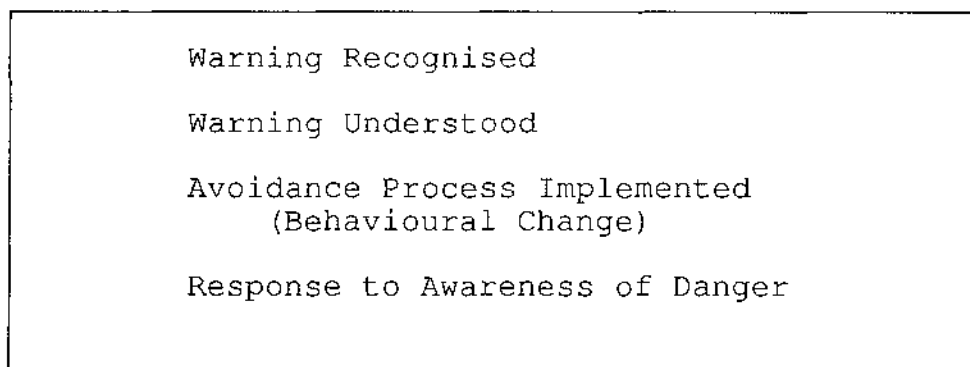 Warning Recognised
Warning Understood
Avoidance Process Implemented
(Behavioural Change)
Response to Awareness of Danger